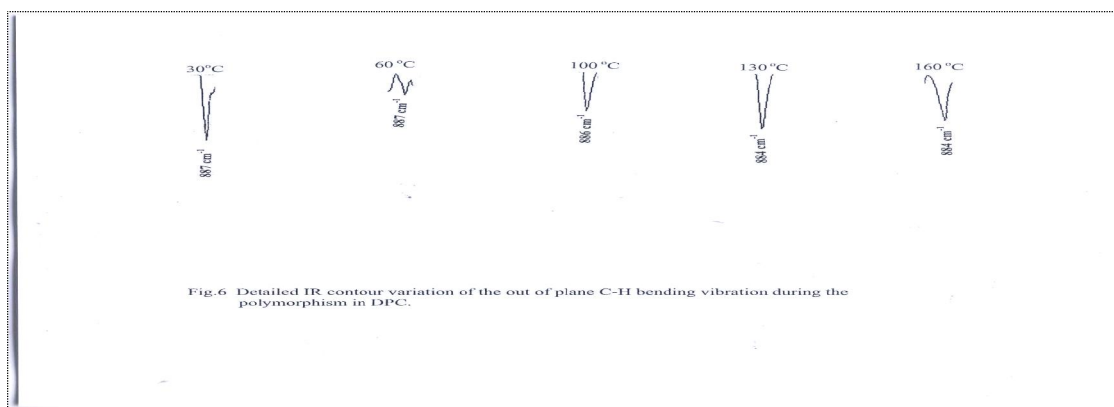 30°C
60 °C
100 °C
130 °C
160 °C
887 cm⁻¹
887 cm⁻¹
886 cm⁻¹
884 cm⁻¹
884 cm⁻¹
Fig.6 Detailed IR contour variation of the out of plane C-H bending vibration during the
polymorphism in DPC.